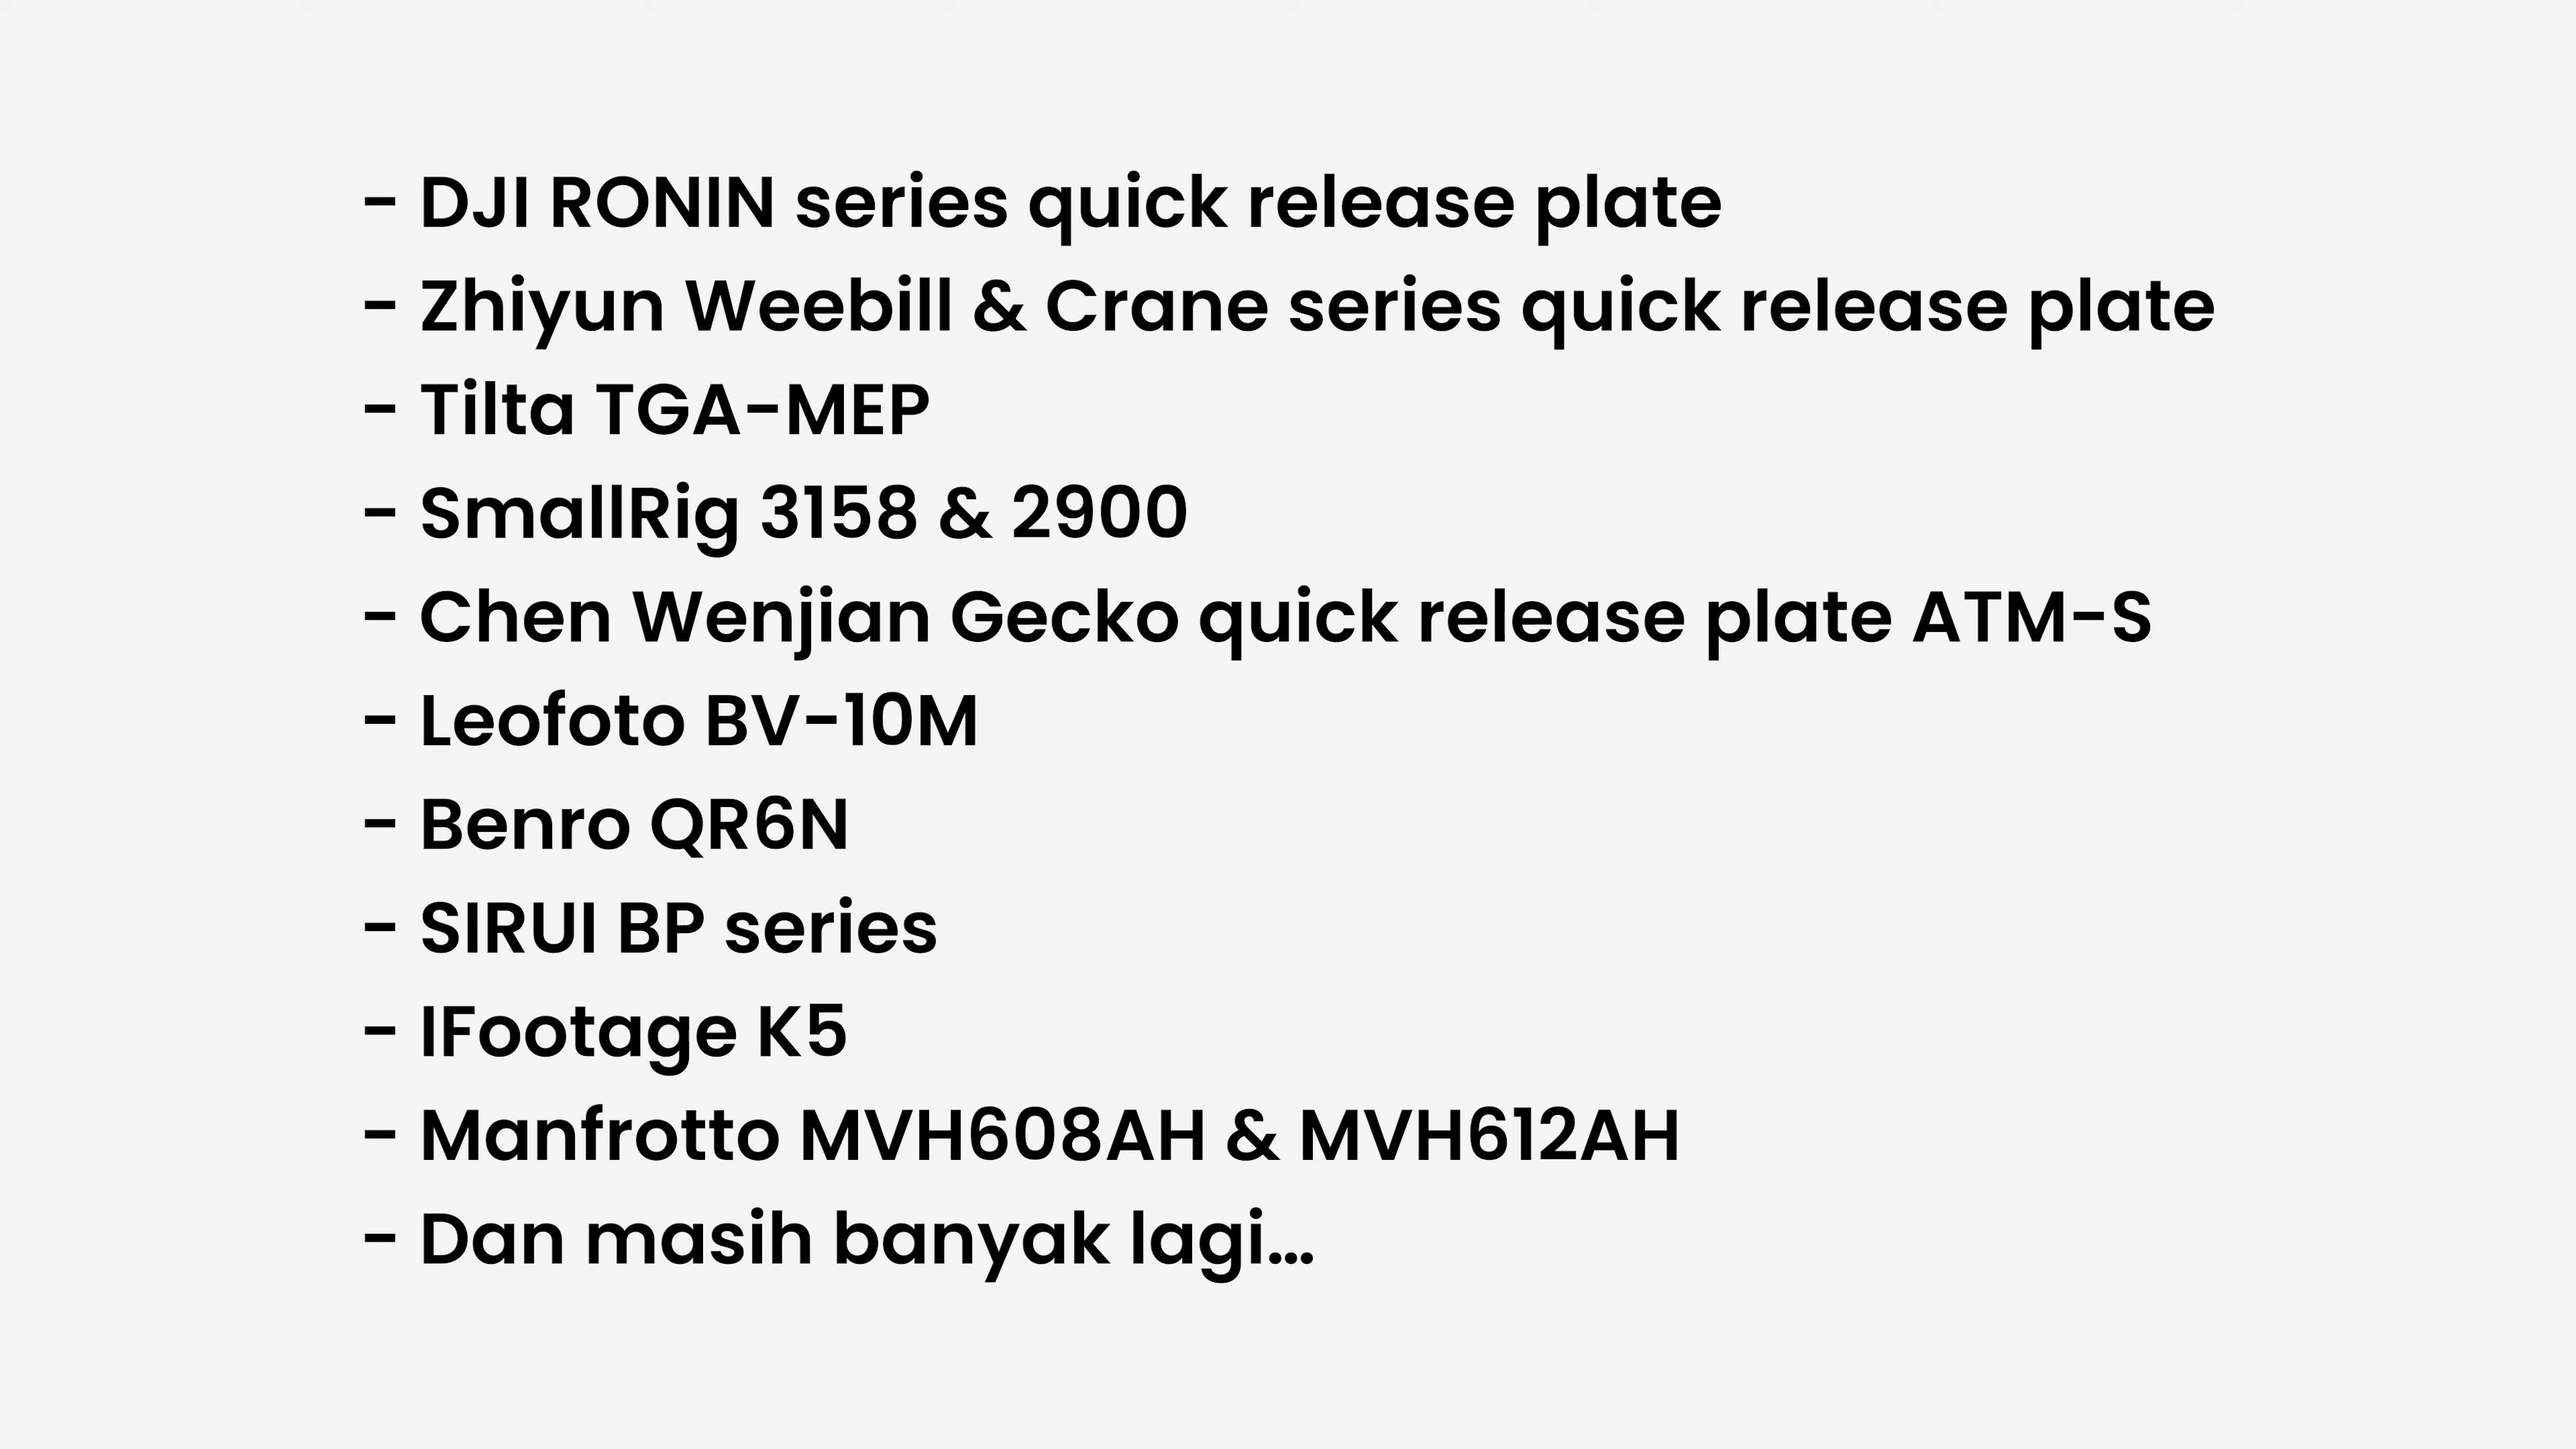 - DJI RONIN series quick release plate
- Zhiyun Weebill & Crane series quick release plate
- Tilta TGA-MEP
- SmallRig 3158 & 2900
- Chen Wenjian Gecko quick release plate ATM-S
- Leofoto BV-10M
- Benro QR6N
- SIRUI BP series
- IFootage K5
- Manfrotto MVH608AH & MVH612AH
- Dan masih banyak lagi...